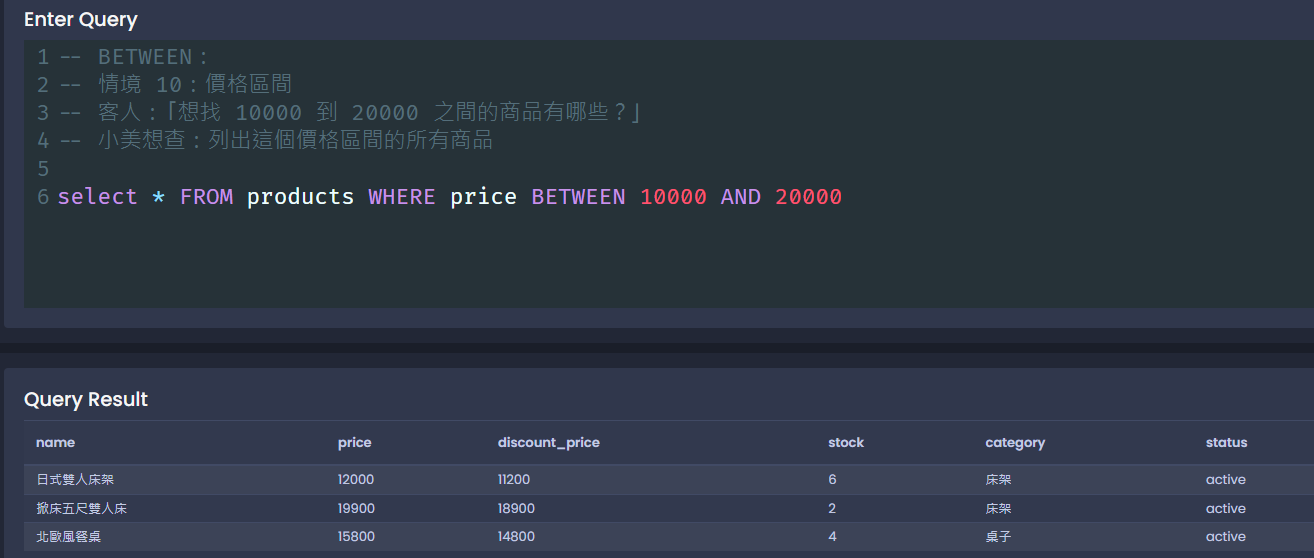 Enter Query
1 -- BETWEEN：
2 -- 情境 10：價格區間
3 -- 客人：「想找 10000 到 20000 之間的商品有哪些？」
4 -- 小美想查：列出這個價格區間的所有商品
5
6 select * FROM products WHERE price BETWEEN 10000 AND 20000
Query Result
name price discount_price stock category status
日式雙人床架 12000 11200 6 床架 active
掀床五尺雙人床 19900 18900 2 床架 active
北歐風餐桌 15800 14800 4 桌子 active